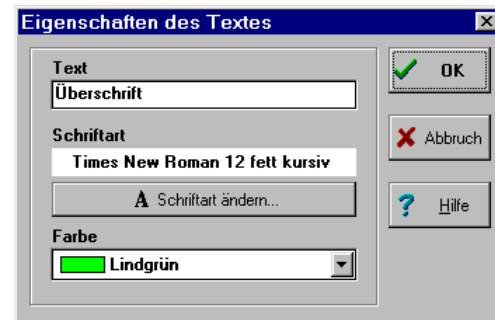 Eigenschaften des Textes
Text
Überschrift
Schriftart
Times New Roman 12 fett kursiv
A Schriftart ändern...
Farbe
Lindgrün
OK
Abbruch
Hilfe